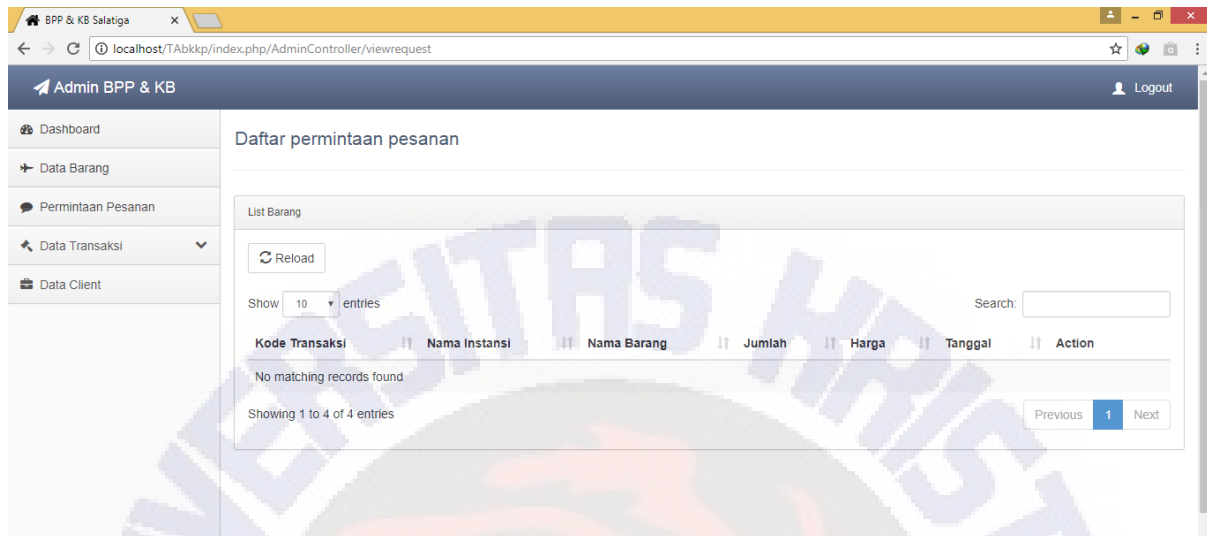 BPP & KB Salatiga
localhost/TAbkkp/index.php/AdminController/viewrequest
Admin BPP & KB
Logout
Dashboard
Data Barang
Permintaan Pesanan
Data Transaksi
Data Client
Daftar permintaan pesanan
List Barang
Reload
Show 10 entries
Search:
Kode Transaksi Nama Instansi Nama Barang Jumlah Harga Tanggal Action
No matching records found
Showing 1 to 4 of 4 entries
Previous 1 Next